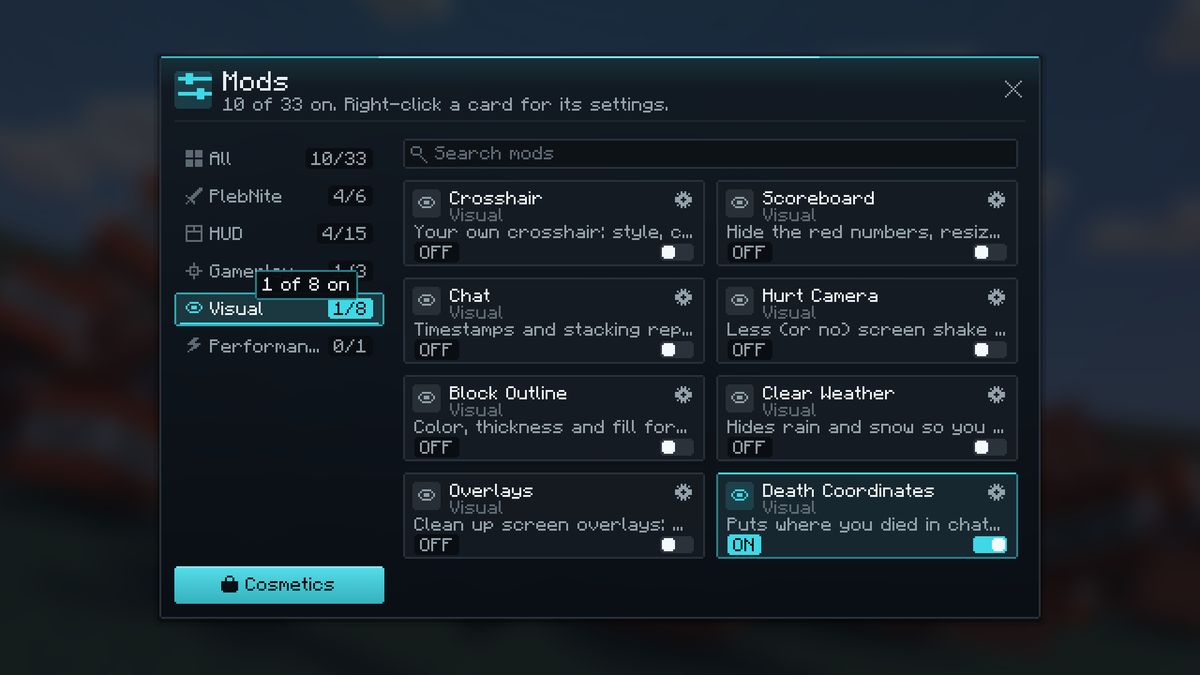 Mods
10 of 33 on. Right-click a card for its settings.
All 10/33
PlebNite 4/6
HUD 4/15
1/3
1 of 8 on
Visual 1/8
Performan... 0/1
Cosmetics
Search mods
Crosshair
Visual
Your own crosshair: style, c...
OFF
Scoreboard
Visual
Hide the red numbers, resiz...
OFF
Chat
Visual
Timestamps and stacking rep...
OFF
Hurt Camera
Visual
Less (or no) screen shake ...
OFF
Block Outline
Visual
Color, thickness and fill for...
OFF
Clear Weather
Visual
Hides rain and snow so you ...
OFF
Overlays
Visual
Clean up screen overlays: ...
OFF
Death Coordinates
Visual
Puts where you died in chat...
ON